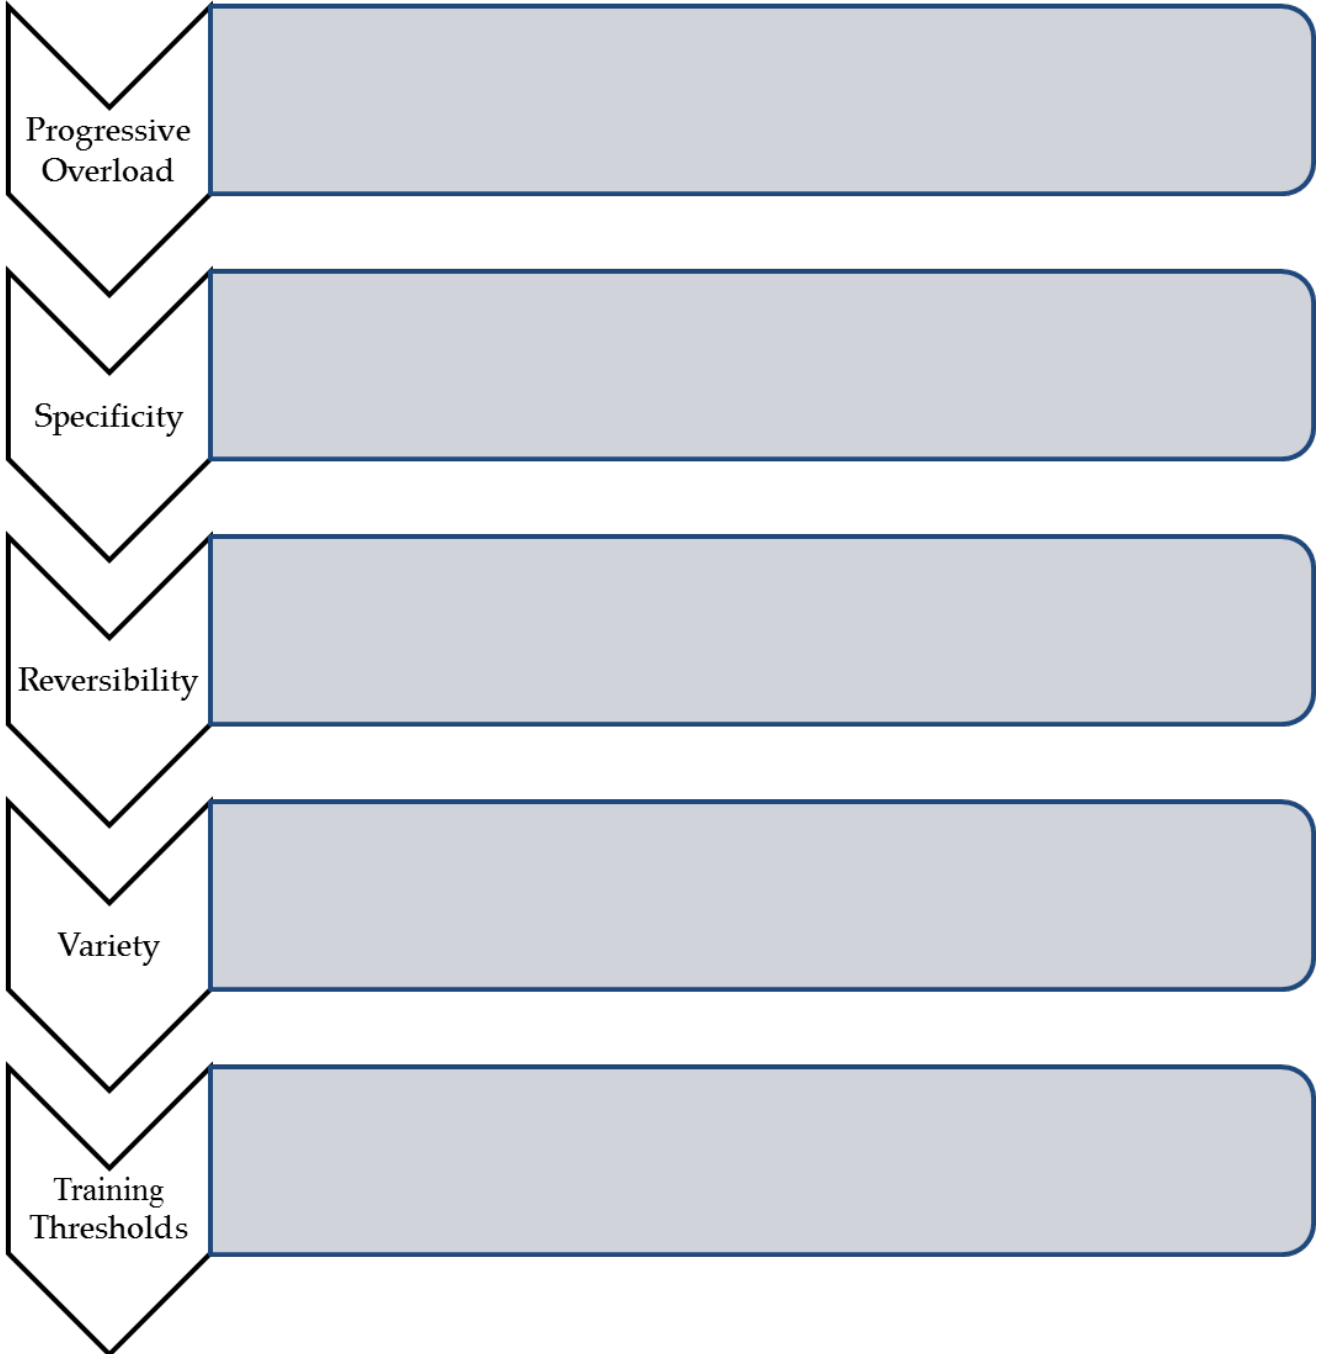 Progressive
Overload
Specificity
Reversibility
Variety
Training
Thresholds